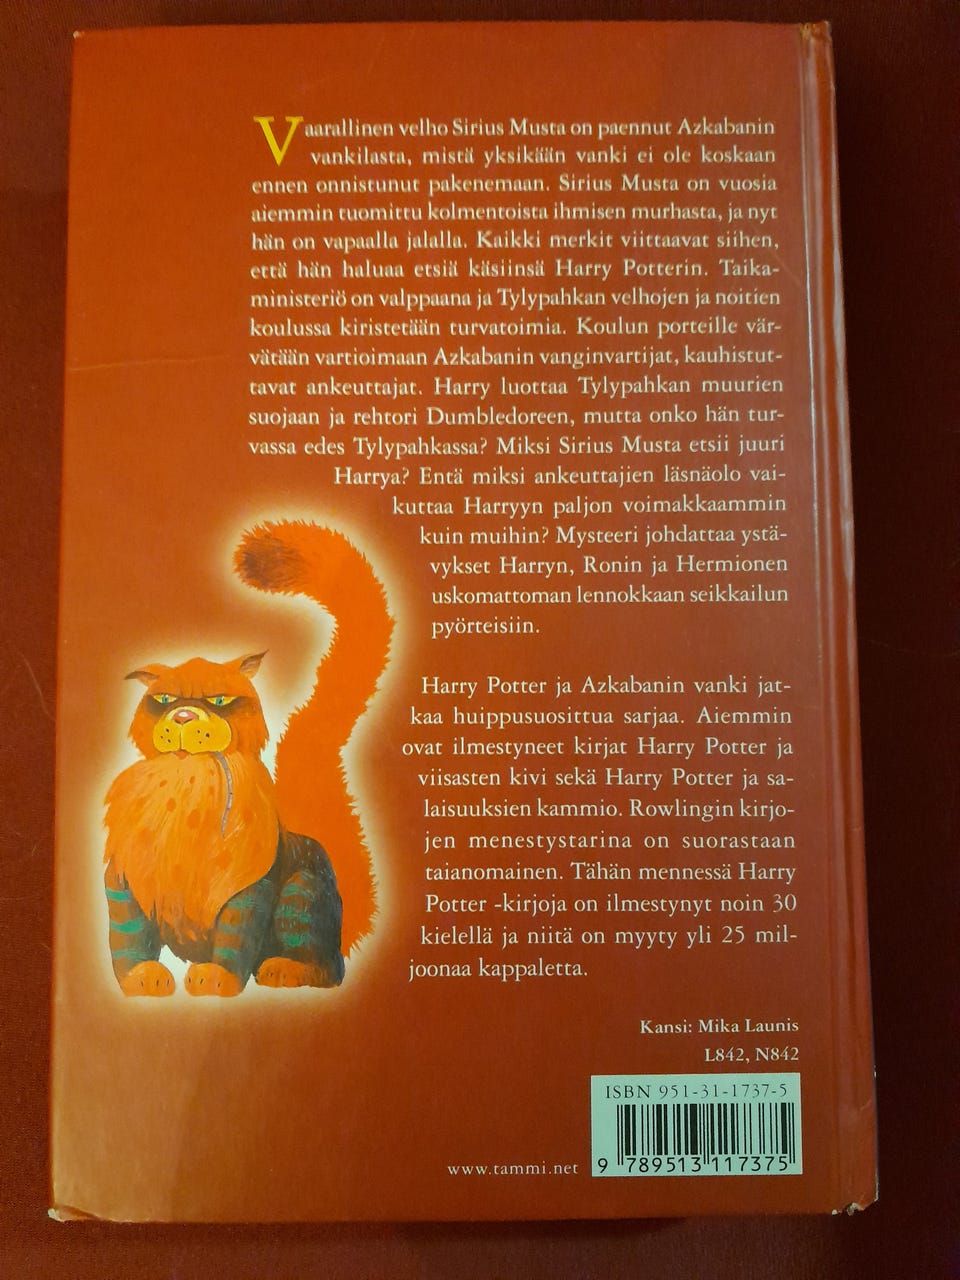 Vaarallinen velho Sirius Musta on paennut Azkabanin
vankilasta, mistä yksikään vanki ei ole koskaan
ennen onnistunut pakenemaan. Sirius Musta on vuosia
aiemmin tuomittu kolmentoista ihmisen murhasta, ja nyt
hän on vapaalla jalalla. Kaikki merkit viittaavat siihen,
että hän haluaa etsiä käsiinsä Harry Potterin. Taika-
ministeriö on valppaana ja Tylypahkan velhojen ja noitien
koulussa kiristetään turvatoimia. Koulun porteille vär-
vätään vartioimaan Azkabanin vanginvartijat, kauhistut-
tavat ankeuttajat. Harry luottaa Tylypahkan muurien
suojaan ja rehtori Dumbledoreen, mutta onko hän tur-
vassa edes Tylypahkassa? Miksi Sirius Musta etsii juuri
Harrya? Entä miksi ankeuttajien läsnäolo vai-
kuttaa Harryyn paljon voimakkaammin
kuin muihin? Mysteeri johdattaa ystä-
vykset Harryn, Ronin ja Hermionen
uskomattoman lennokkaan seikkailun
pyörteisiin.
Harry Potter ja Azkabanin vanki jat-
kaa huippusuosittua sarjaa. Aiemmin
ovat ilmestyneet kirjat Harry Potter ja
viisasten kivi sekä Harry Potter ja sa-
laisuuksien kammio. Rowlingin kirjo-
jen menestystarina on suorastaan
taianomainen. Tähän mennessä Harry
Potter -kirjoja on ilmestynyt noin 30
kielellä ja niitä on myyty yli 25 mil-
joonaa kappaletta.
Kansi: Mika Launis
L842, N842
ISBN 951-31-1737-5
www.tammi.net
9 789513 117375